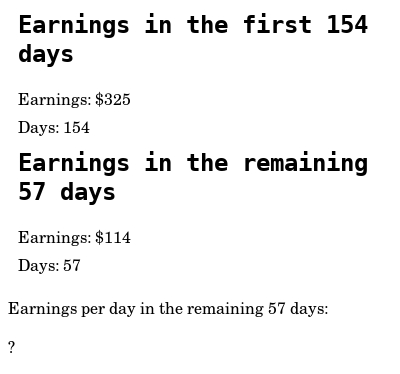 Earnings in the first 154
days
Earnings: $325
Days: 154
Earnings in the remaining
57 days
Earnings: $114
Days: 57
Earnings per day in the remaining 57 days:
?